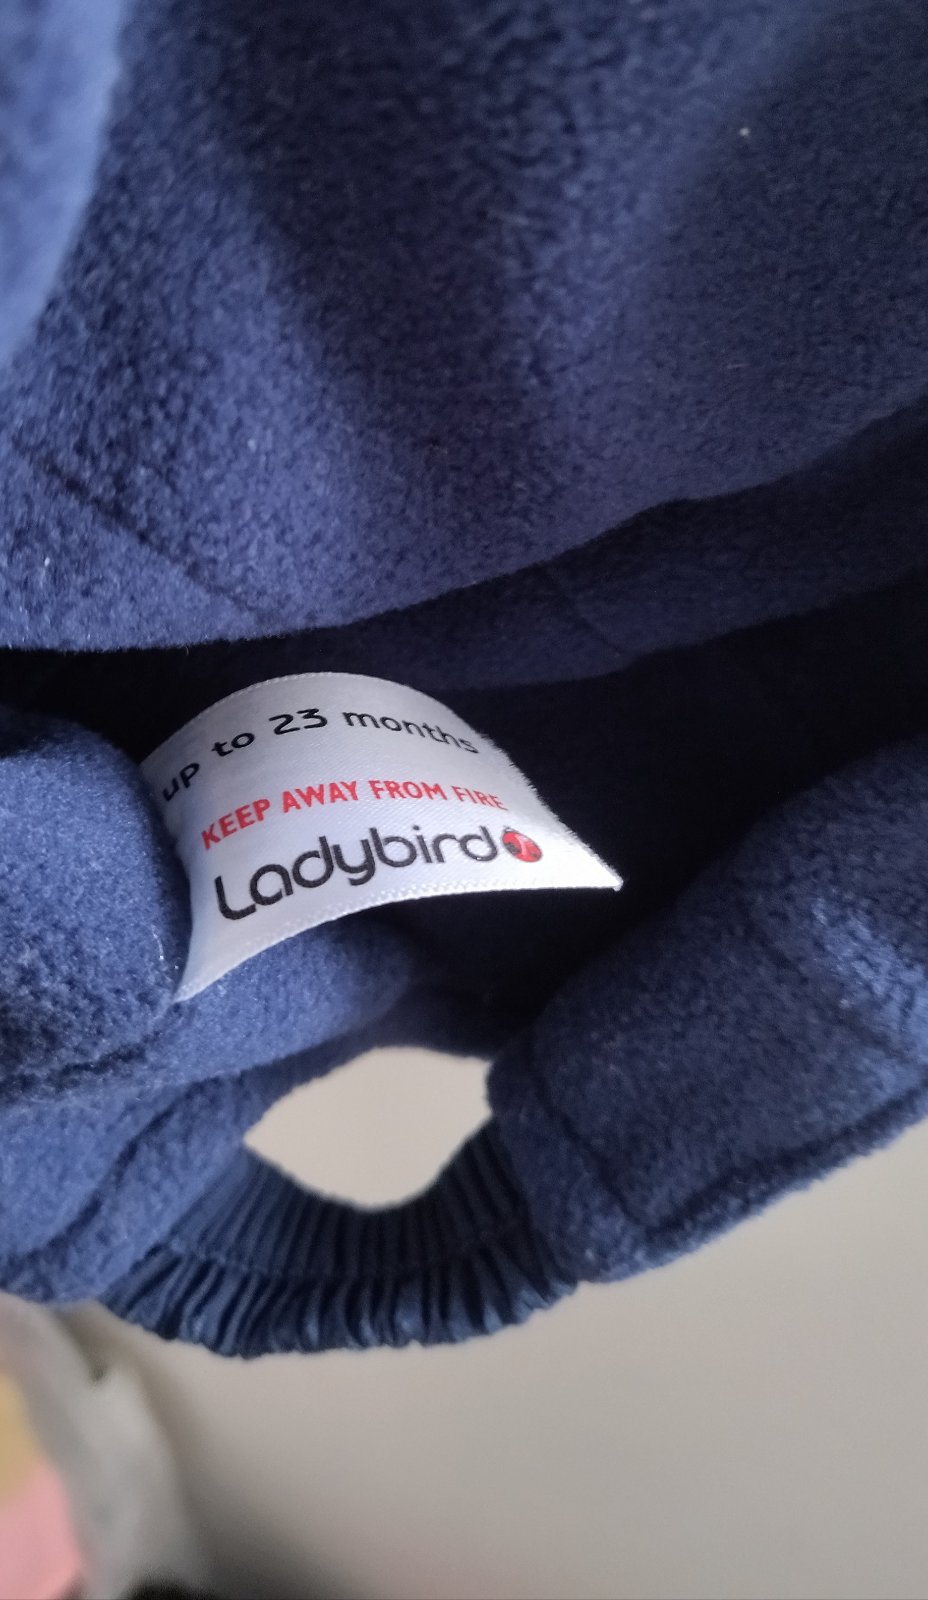 up to 23 months
KEEP AWAY FROM FIRE
Ladybird